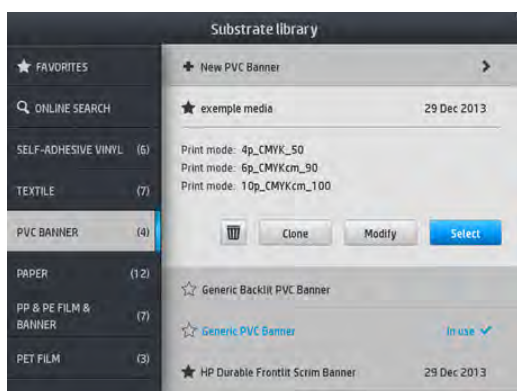 Substrate library
FAVORITES
ONLINE SEARCH
SELF-ADHESIVE VINYL (6)
TEXTILE (7)
PVC BANNER (4)
PAPER (12)
PP & PE FILM &
BANNER (7)
PET FILM (3)
New PVC Banner
exemple media 29 Dec 2013
Print mode: 4p_CMYK_50
Print mode: 6p_CMYKcm_90
Print mode: 10p_CMYKcm_100
Clone Modify Select
Generic Backlit PVC Banner
Generic PVC Banner In use
HP Durable Frontlit Scrim Banner 29 Dec 2013